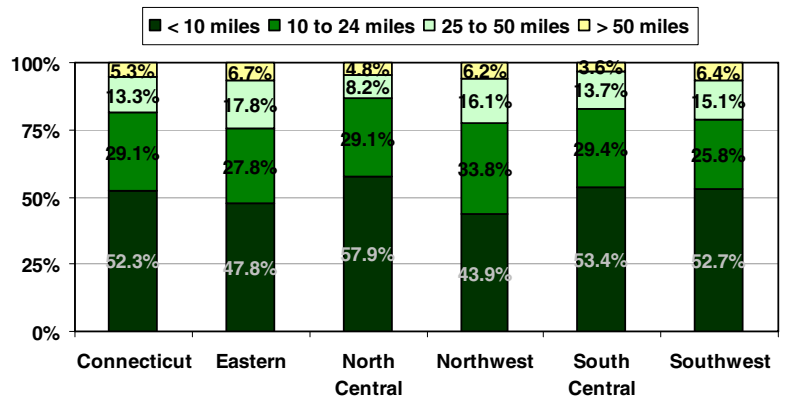 < 10 miles 10 to 24 miles 25 to 50 miles > 50 miles
100%
75%
50%
25%
0%
5.3% 6.7% 4.8% 6.2% 3.6% 6.4%
13.3% 17.8% 8.2% 16.1% 13.7% 15.1%
29.1% 27.8% 29.1% 33.8% 29.4% 25.8%
52.3% 47.8% 57.9% 43.9% 53.4% 52.7%
Connecticut Eastern North Northwest South Southwest
Central Central